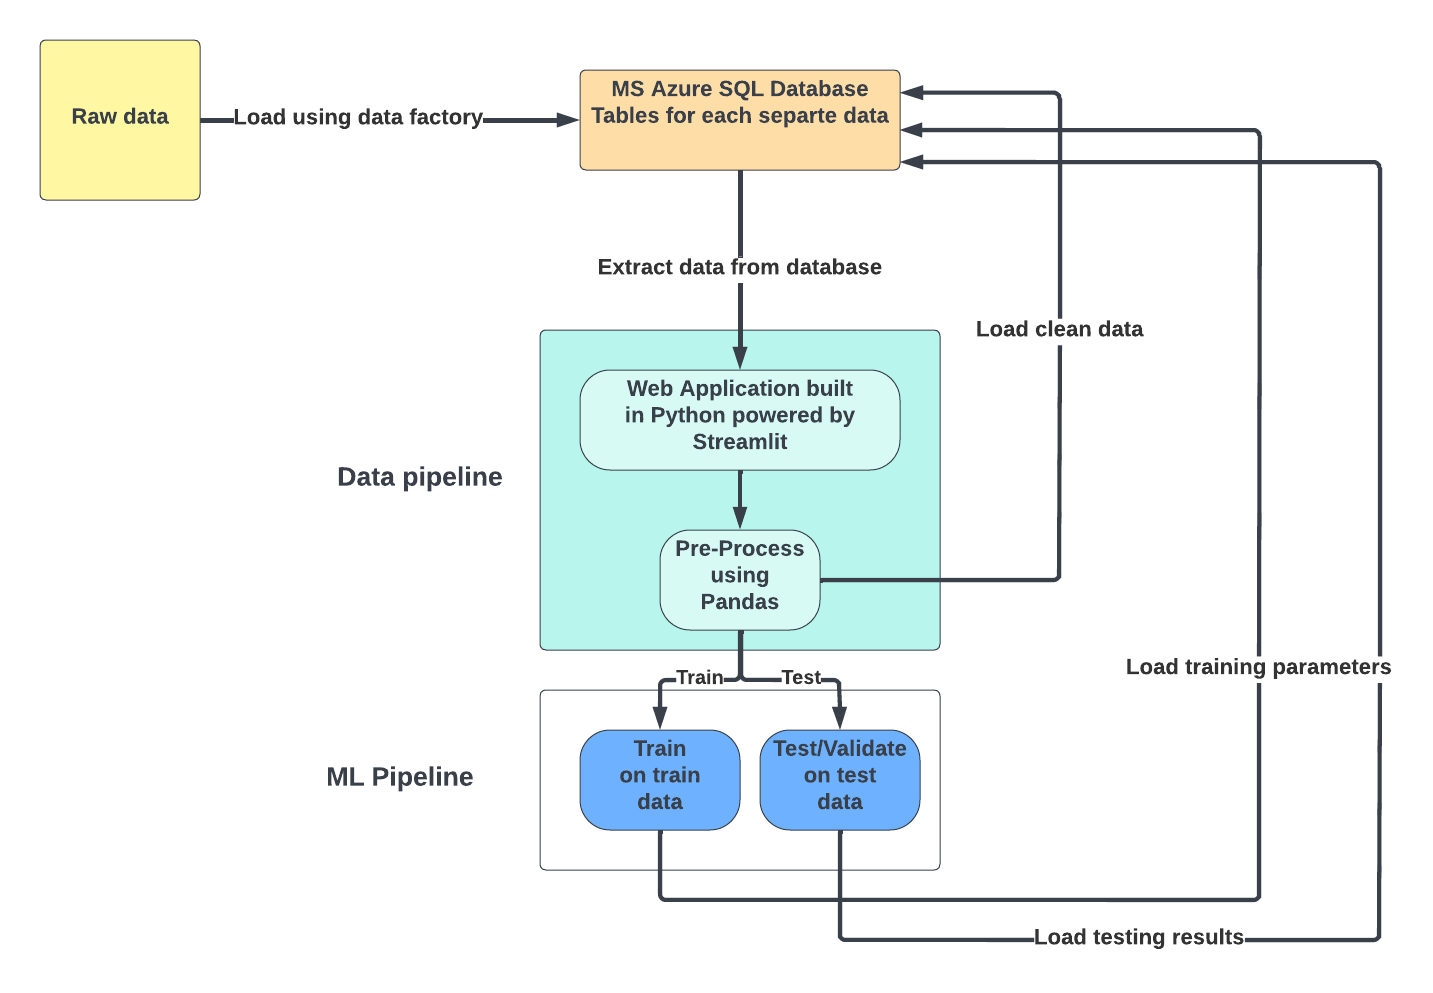 Raw data
Load using data factory
MS Azure SQL Database
Tables for each separte data
Extract data from database
Load clean data
Web Application built
in Python powered by
Streamlit
Data pipeline
Pre-Process
using
Pandas
Load training parameters
Train
Test
ML Pipeline
Train
on train
data
Test/Validate
on test
data
Load testing results